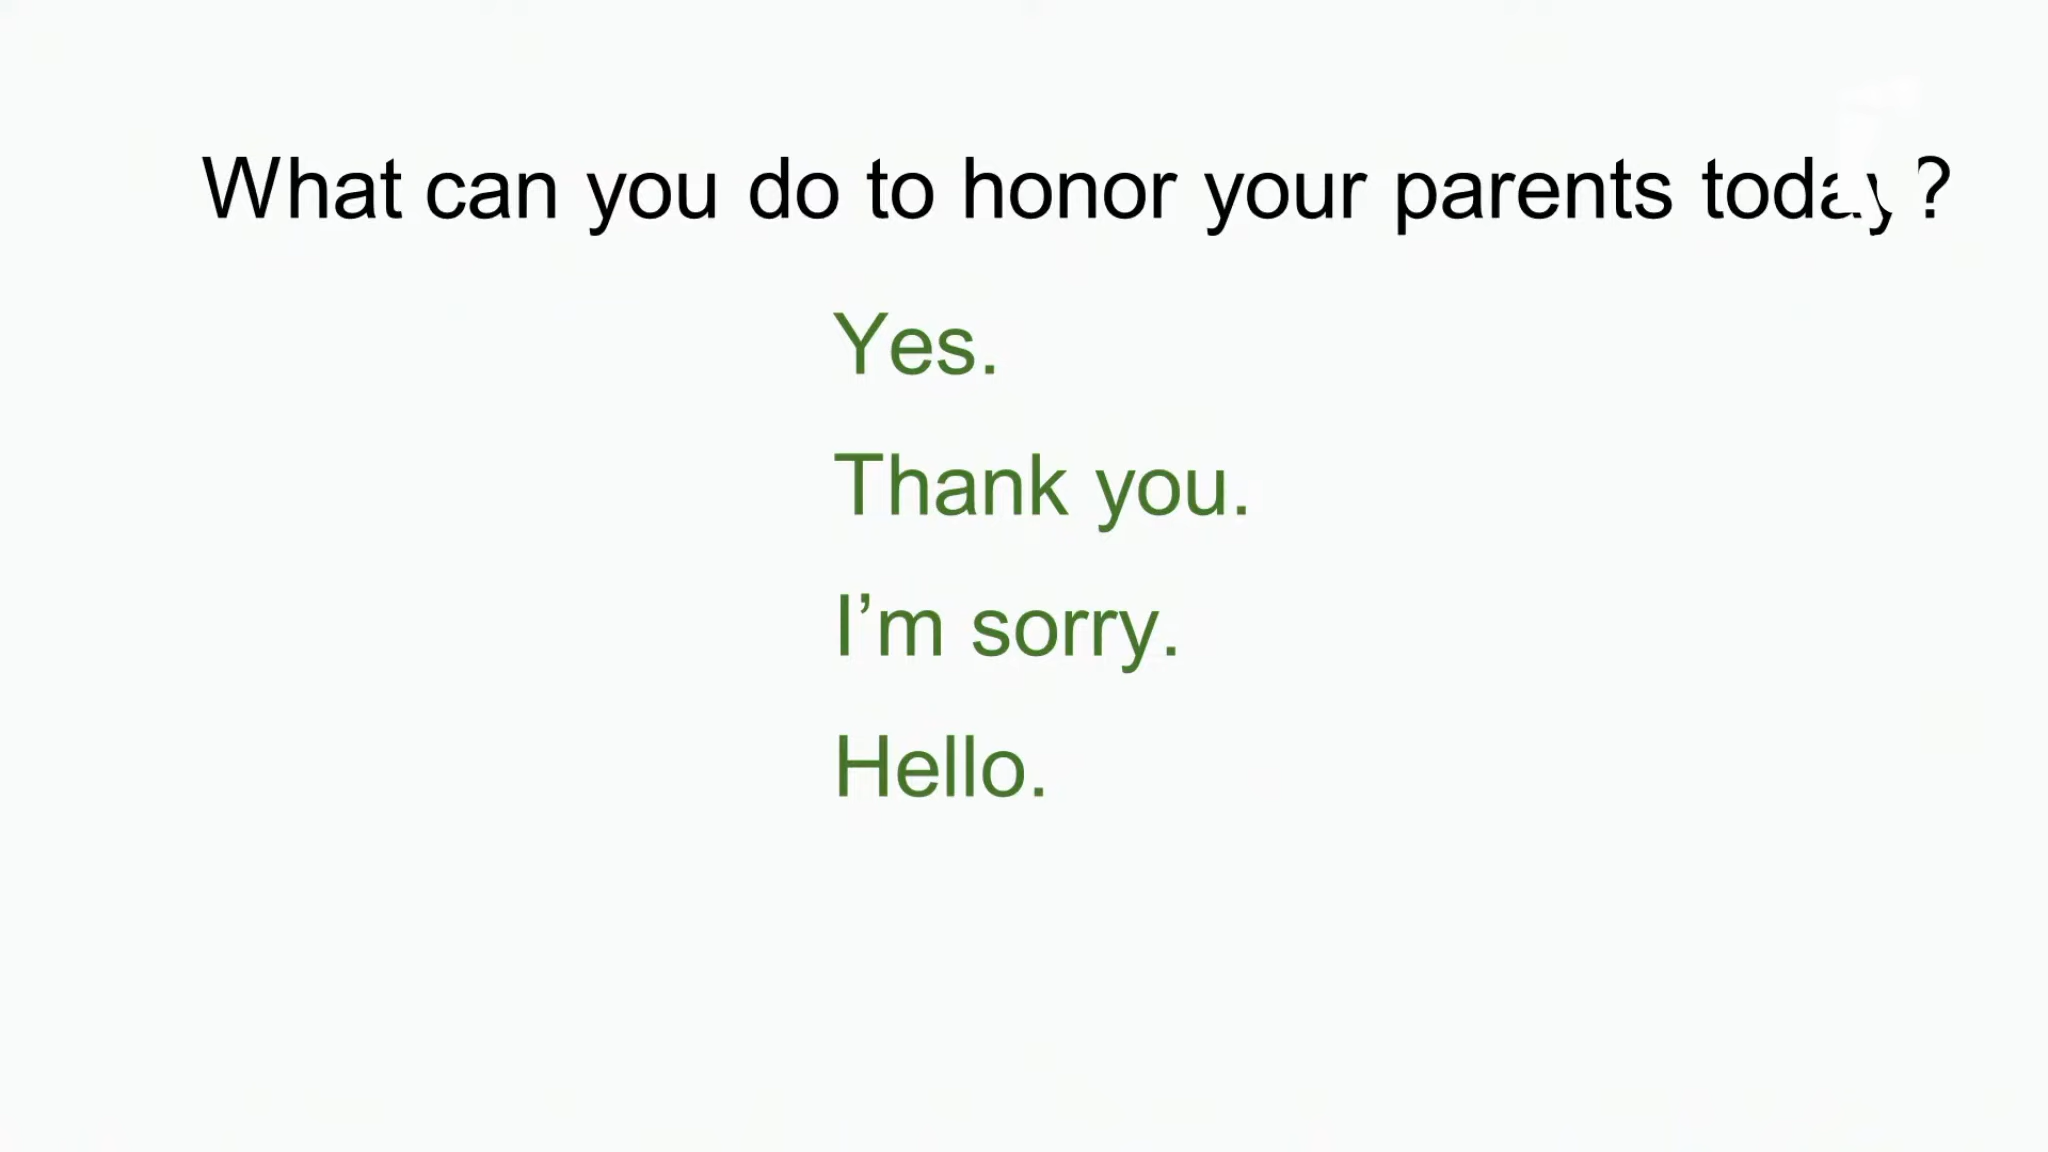 What can you do to honor your parents today?
Yes.
Thank you.
I’m sorry.
Hello.